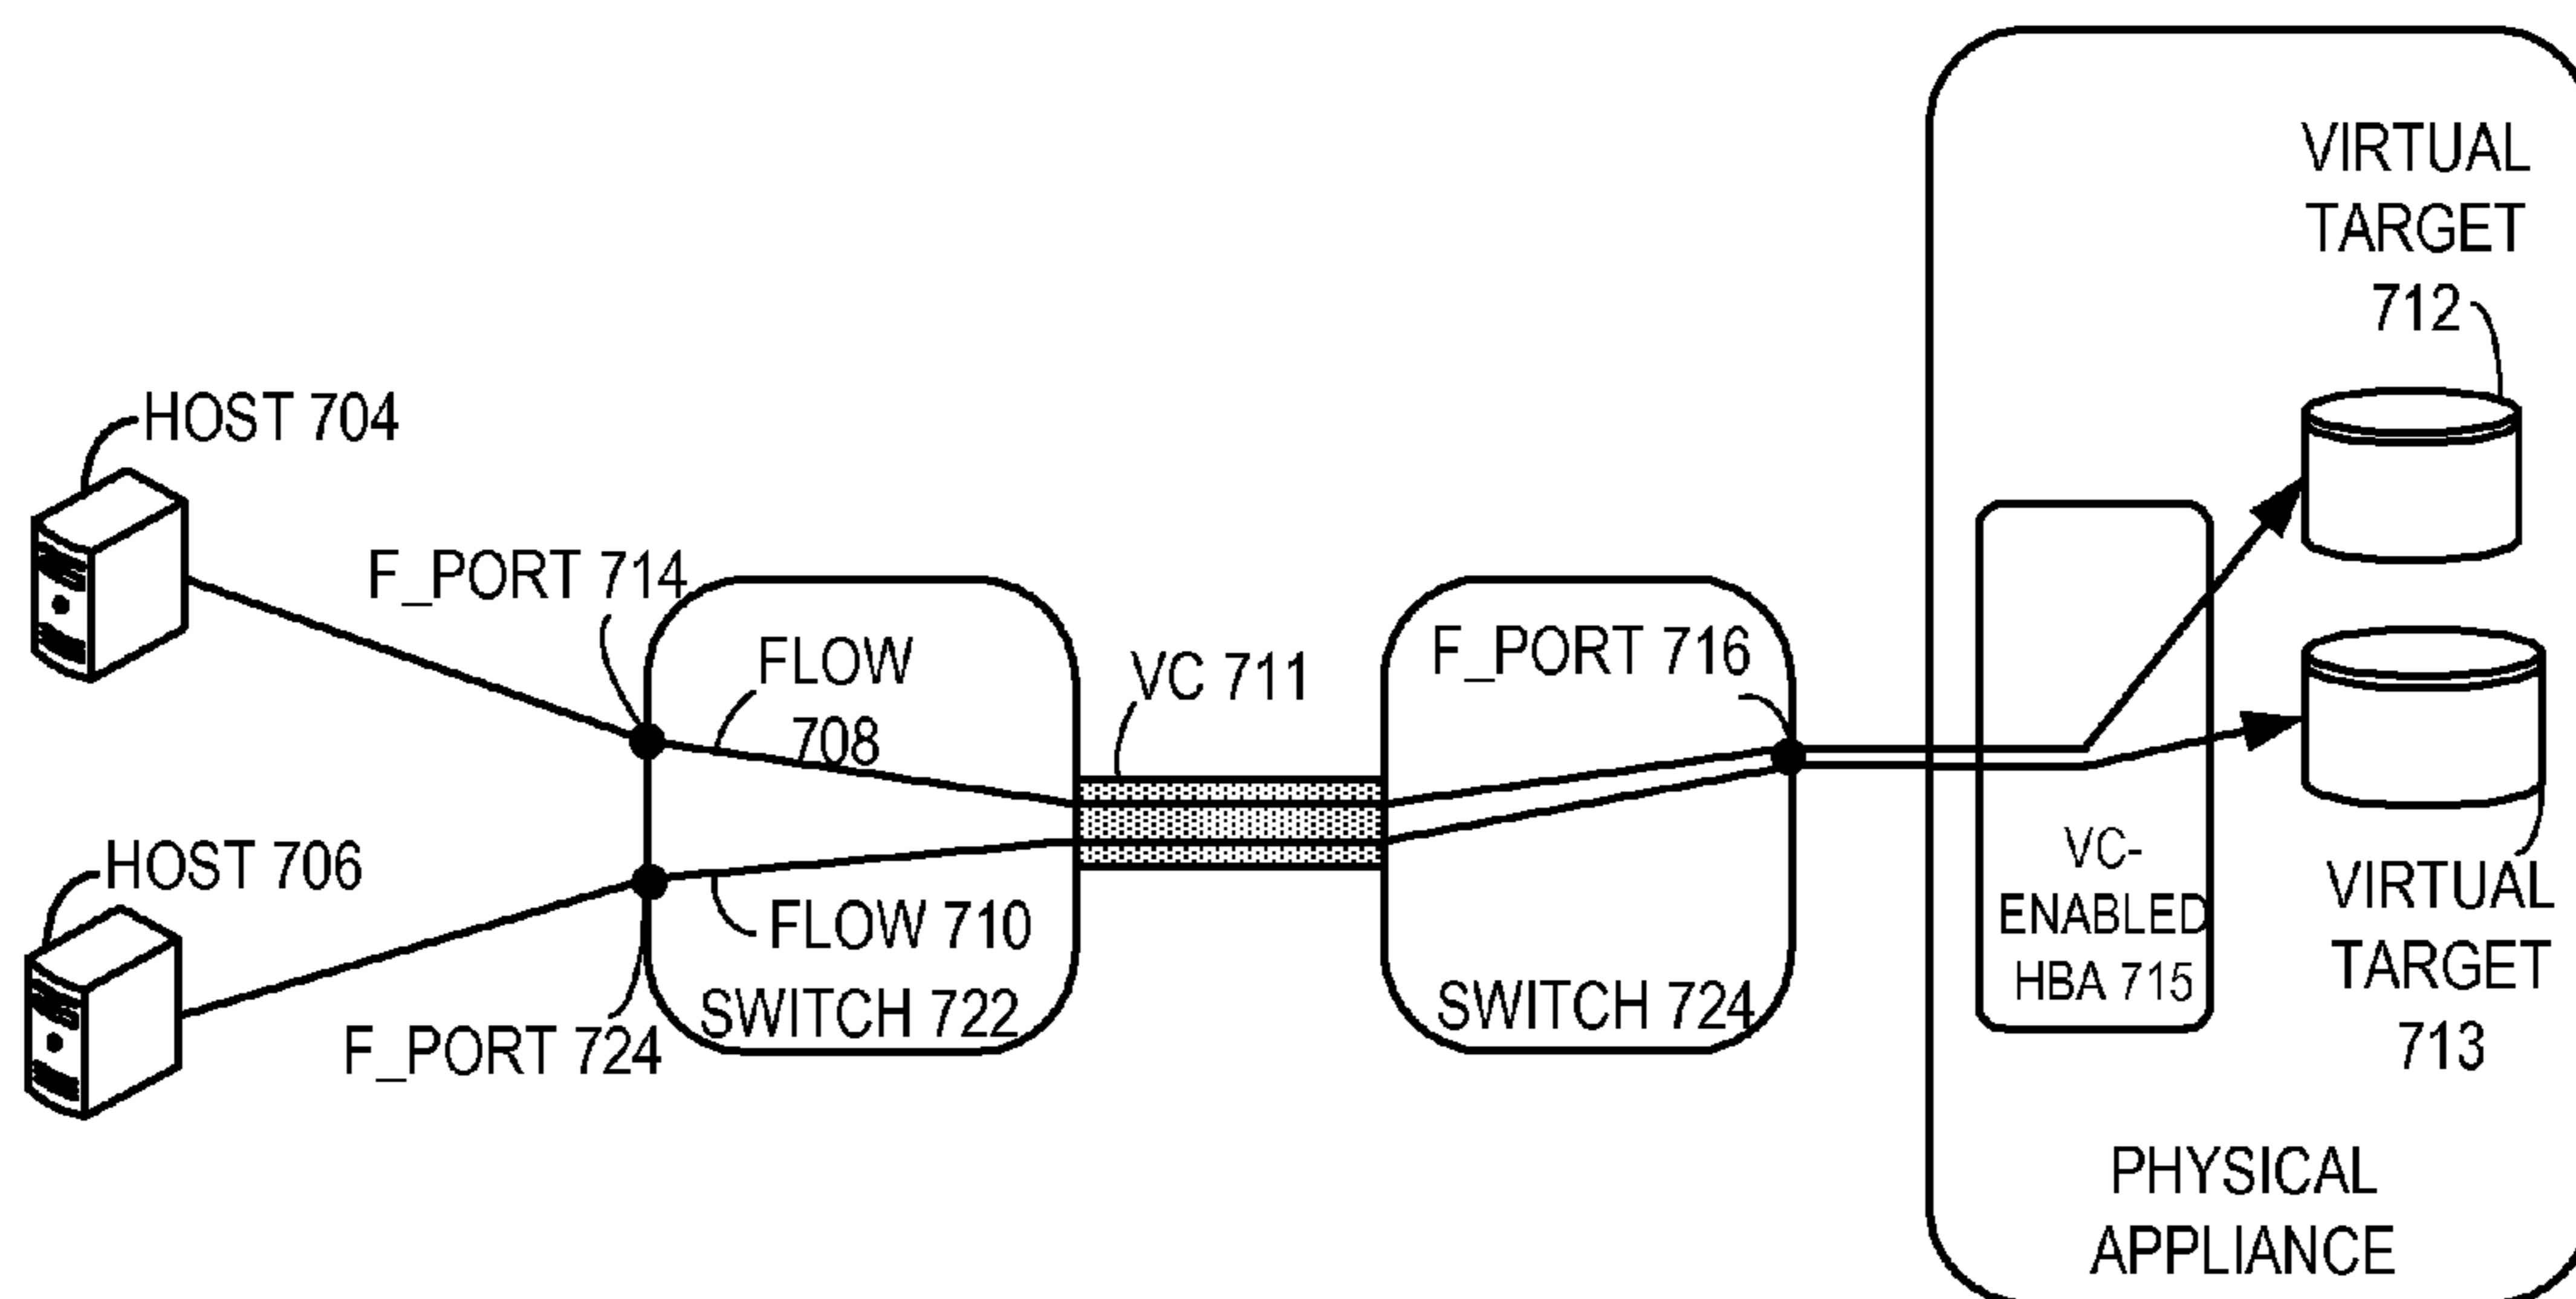 VIRTUAL
TARGET
712
HOST 704
F_PORT 714
FLOW
708
VC 711
F_PORT 716
HOST 706
FLOW 710
SWITCH 722
F_PORT 724
SWITCH 724
VC-
ENABLED
HBA 715
VIRTUAL
TARGET
713
PHYSICAL
APPLIANCE